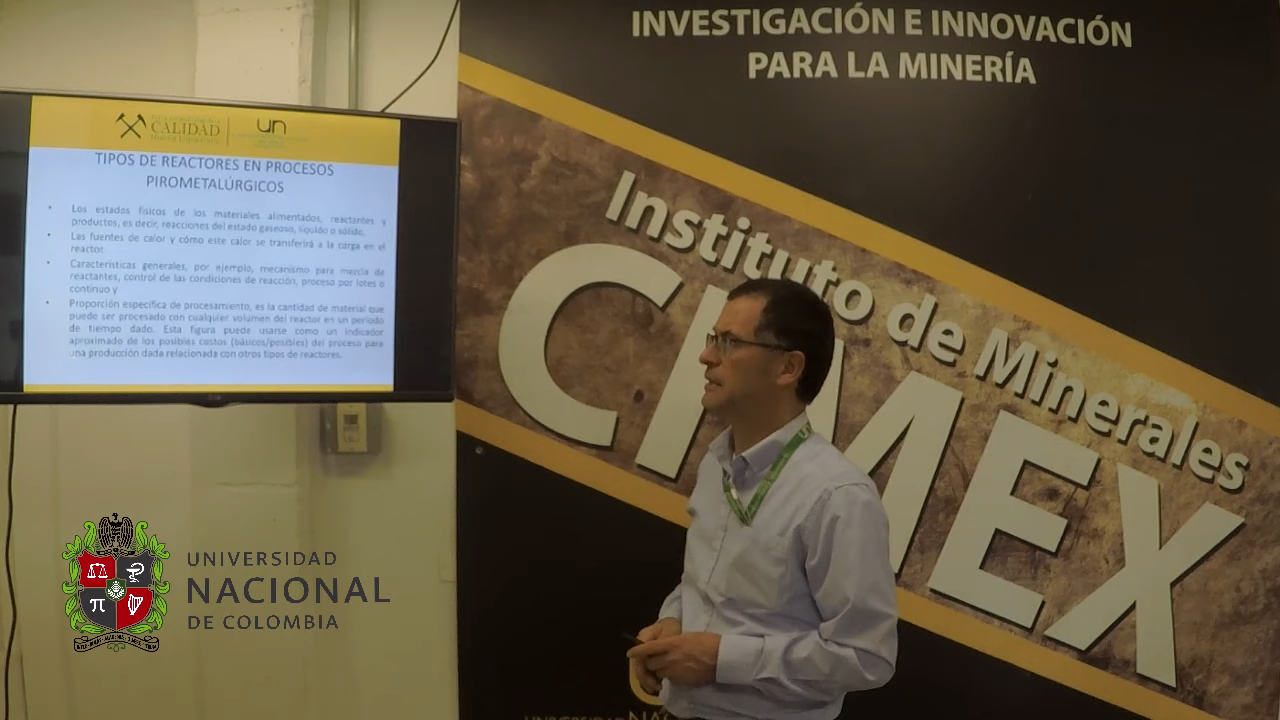 INVESTIGACIÓN E INNOVACIÓN
PARA LA MINERÍA
Instituto de Minerales
CIMEX
CALIDAD
un
TIPOS DE REACTORES EN PROCESOS
PIROMETALÚRGICOS
• Los estados físicos de los materiales alimentados, reactantes y
productos, es decir, reacciones del estado gaseoso, líquido o sólido.
• Las fuentes de calor y cómo este calor se transferirá a la carga en el
reactor.
• Características generales, por ejemplo, mecanismo para mezcla de
reactantes, control de las condiciones de reacción, proceso por lotes o
continuo y
• Proporción específica de procesamiento, es la cantidad de material que
puede ser procesado con cualquier volumen del reactor en un período
de tiempo dado. Esta figura puede usarse como un indicador
aproximado de los posibles costos (básicos/posibles) del proceso para
una producción dada relacionada con otros tipos de reactores.
UNIVERSIDAD
NACIONAL
DE COLOMBIA
UNIVERSIDAD